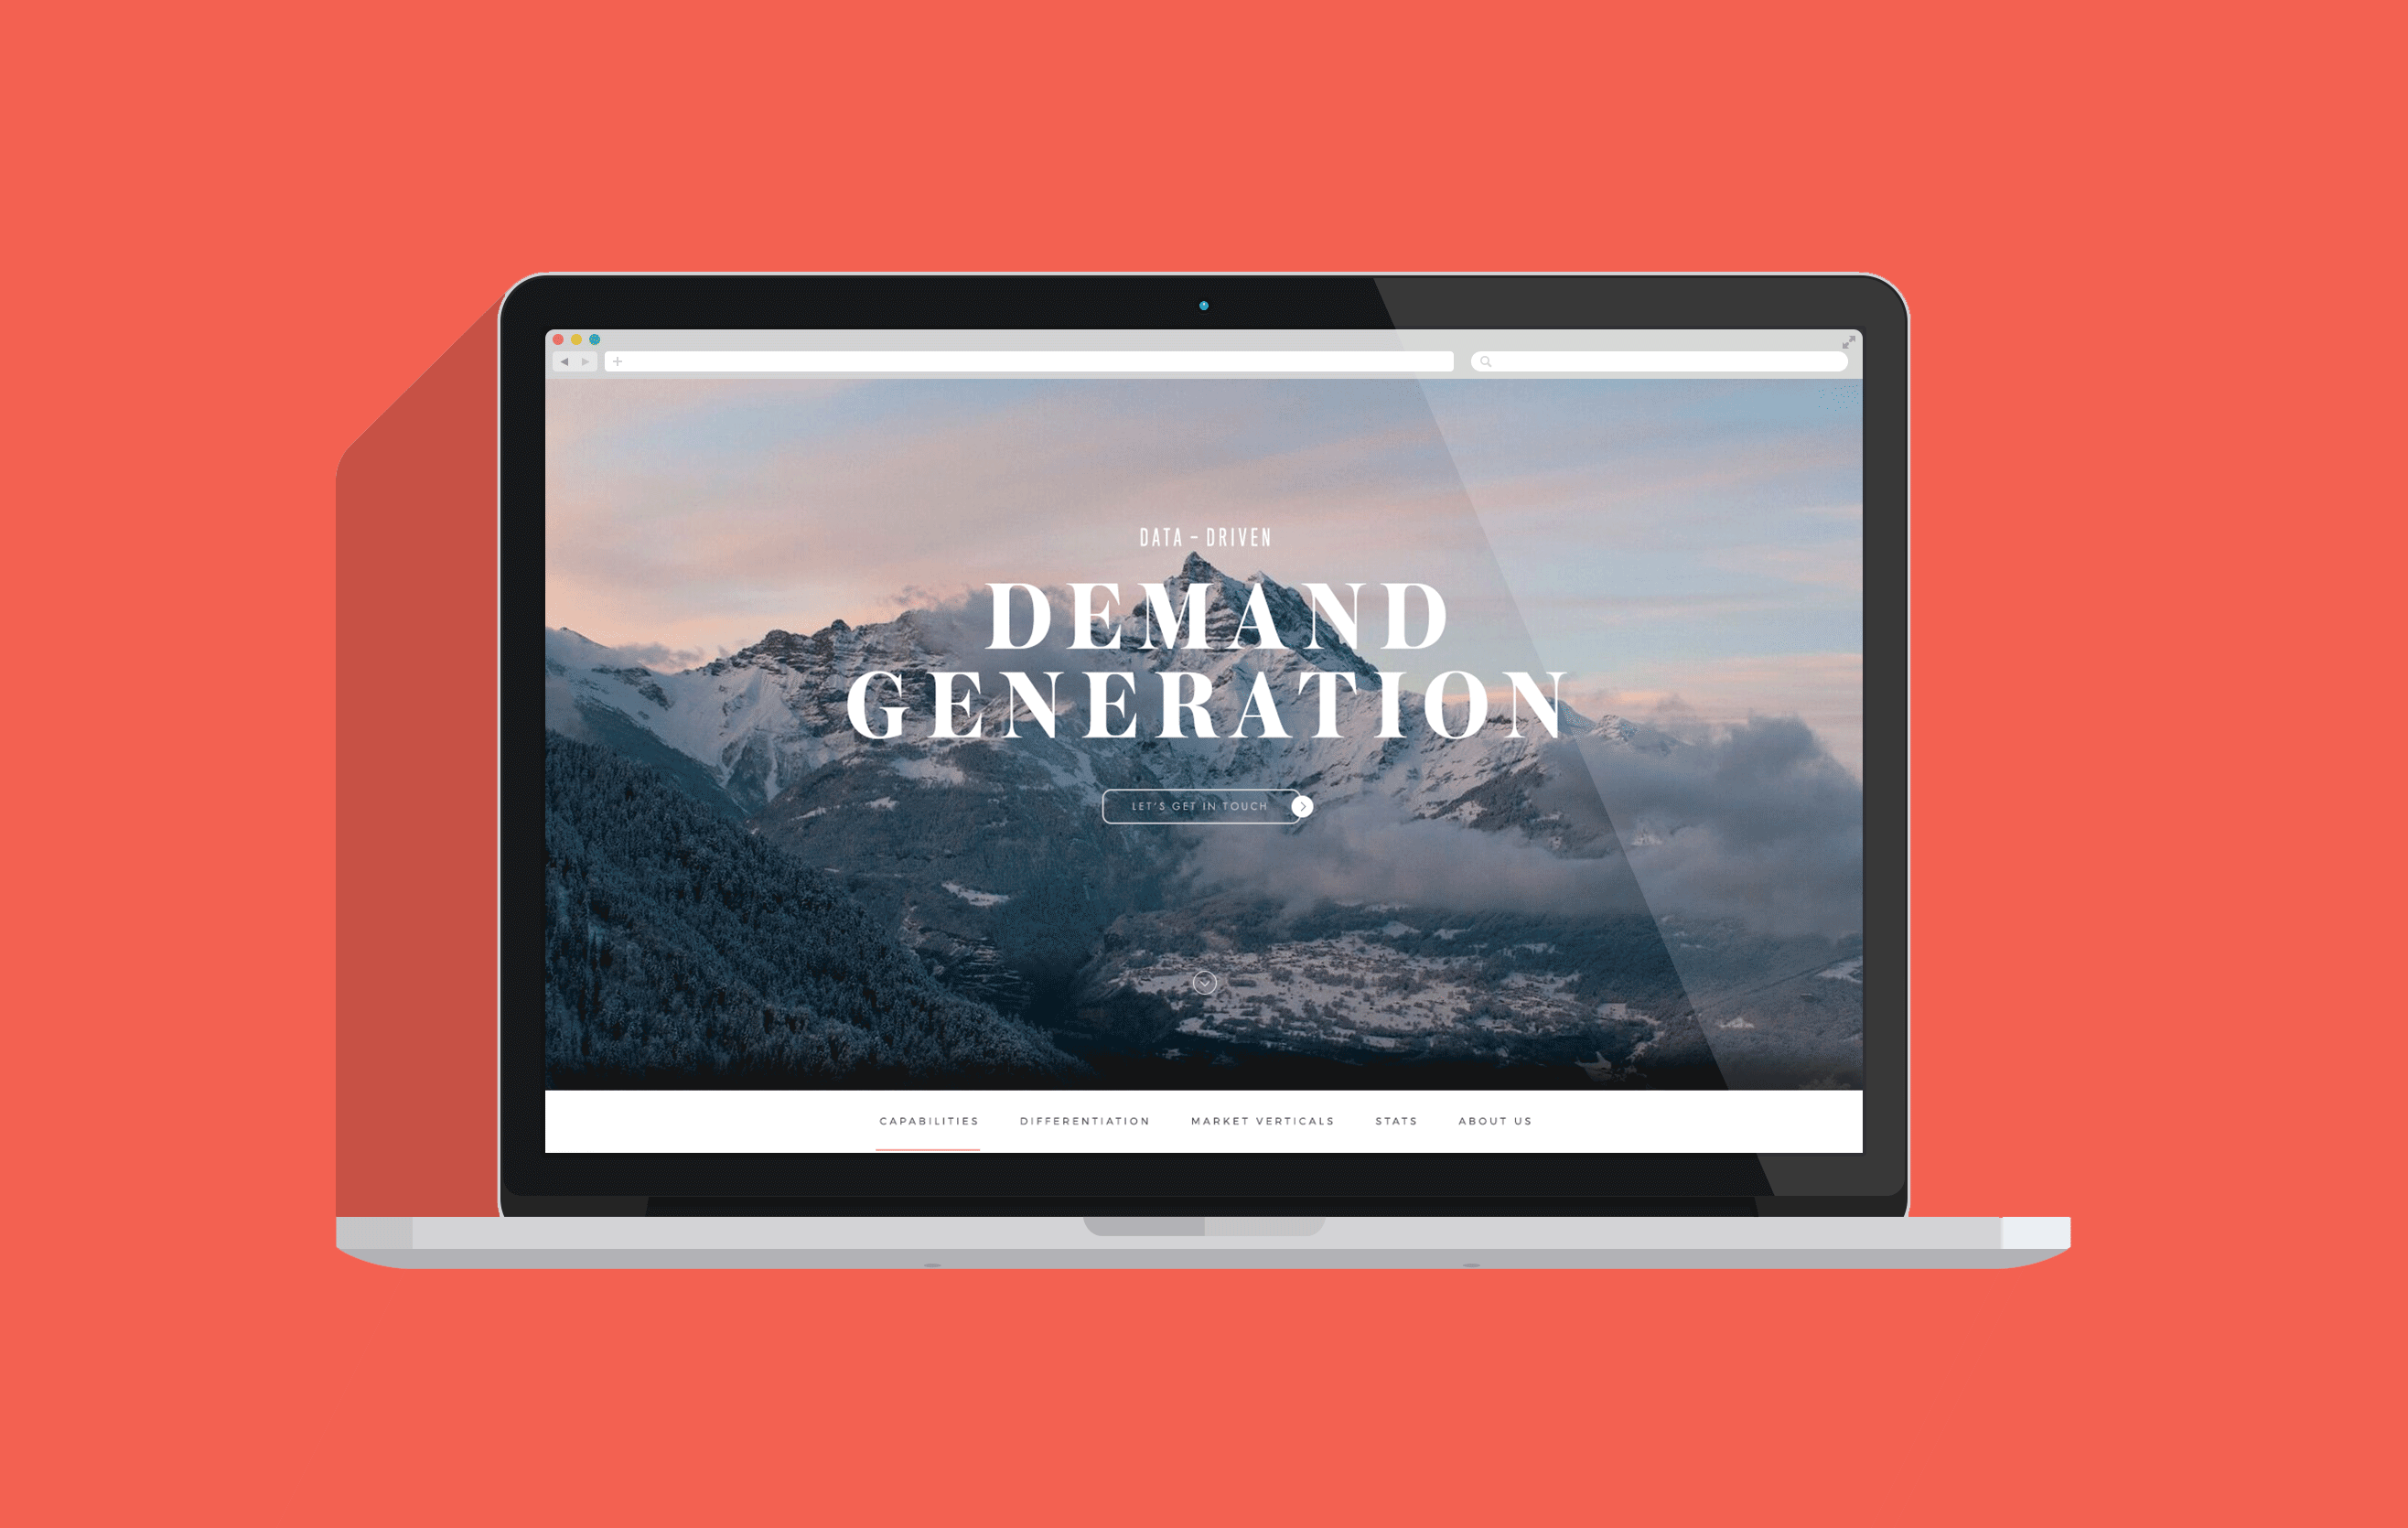 DATA – DRIVEN
DEMAND
GENERATION
LET'S GET IN TOUCH
CAPABILITIES DIFFERENTIATION MARKET VERTICALS STATS ABOUT US